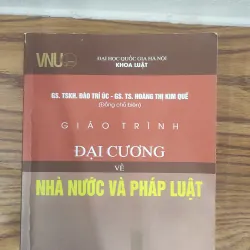 VNU
ĐẠI HỌC QUỐC GIA HÀ NỘI
KHOA LUẬT
GS. TSKH. ĐÀO TRÍ ÚC - GS. TS. HOÀNG THỊ KIM QUẾ
(Đồng chủ biên)
GIÁO TRÌNH
ĐẠI CƯƠNG
VỀ
NHÀ NƯỚC VÀ PHÁP LUẬT